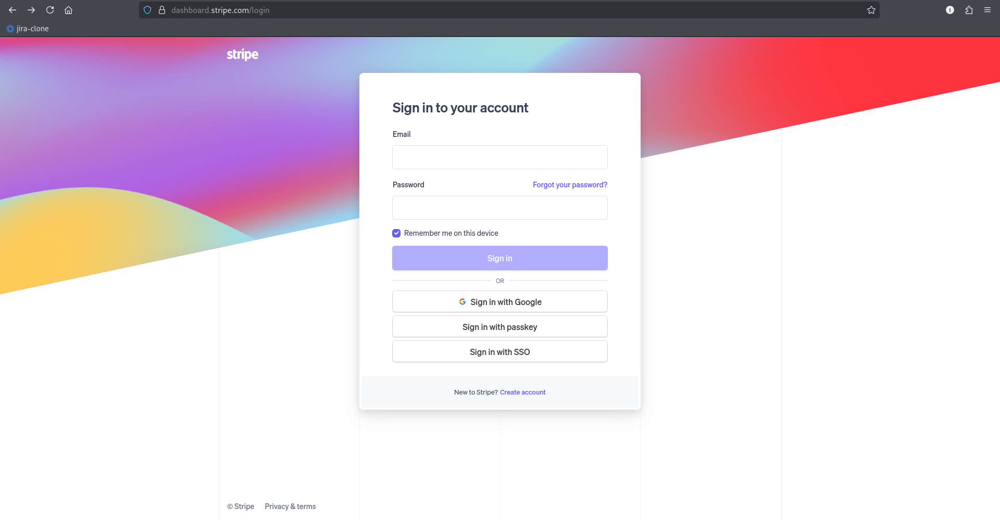 dashboard.stripe.com/login
jira-clone
stripe
Sign in to your account
Email
Password
Forgot your password?
Remember me on this device
Sign in
OR
Sign in with Google
Sign in with passkey
Sign in with SSO
New to Stripe? Create account
© Stripe
Privacy & terms